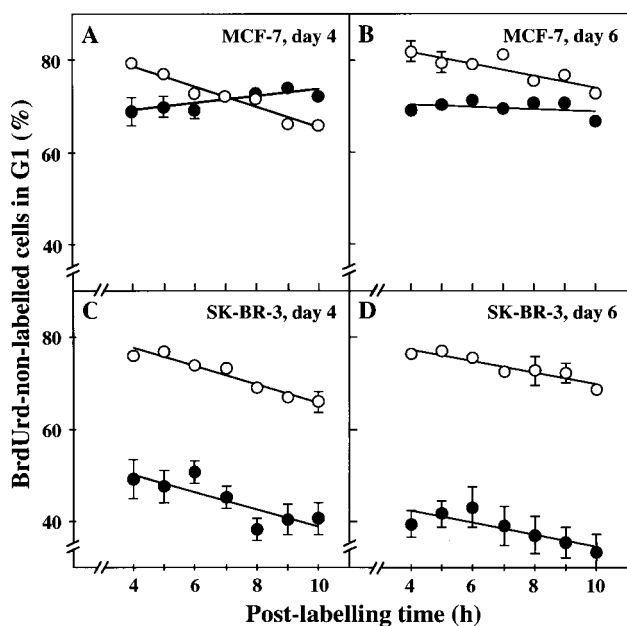 BrdUrd-non-labelled cells in G1 (%)
A
MCF-7, day 4
B
MCF-7, day 6
80
60
40
C
SK-BR-3, day 4
D
SK-BR-3, day 6
80
60
40
4 6 8 10 4 6 8 10
Post-labelling time (h)